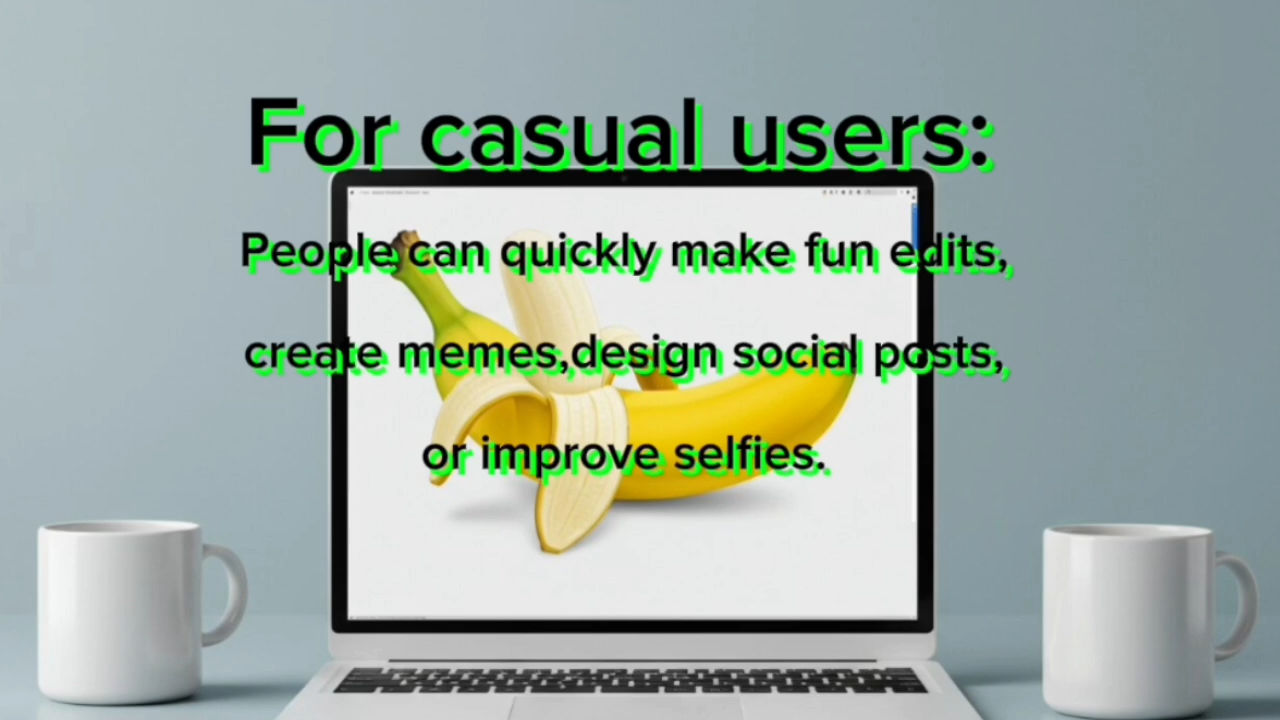 For casual users:
People can quickly make fun edits,
create memes,design social posts,
or improve selfies.